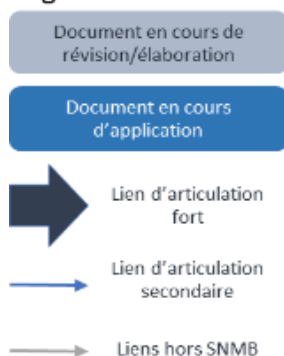 Document en cours de
révision/élaboration
Document en cours
d'application
Lien d'articulation
fort
Lien d'articulation
secondaire
Liens hors SNMB